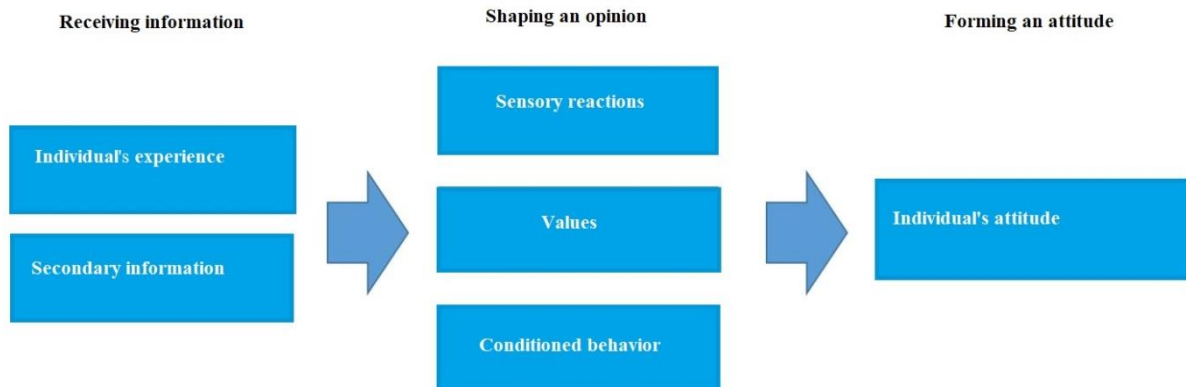 Receiving information
Shaping an opinion
Forming an attitude
Individual's experience
Secondary information
Sensory reactions
Values
Conditioned behavior
Individual's attitude